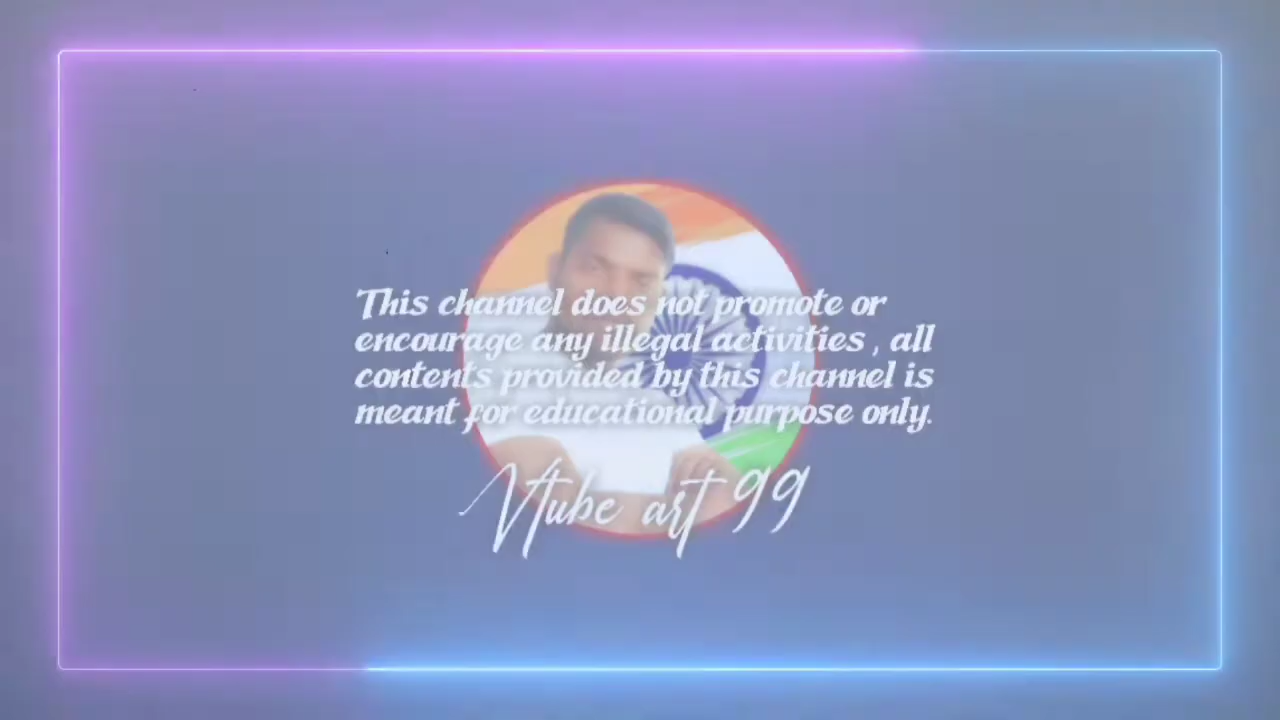 This channel does not promote or
encourage any illegal activities , all
contents provided by this channel is
meant for educational purpose only.
Vtube art 99